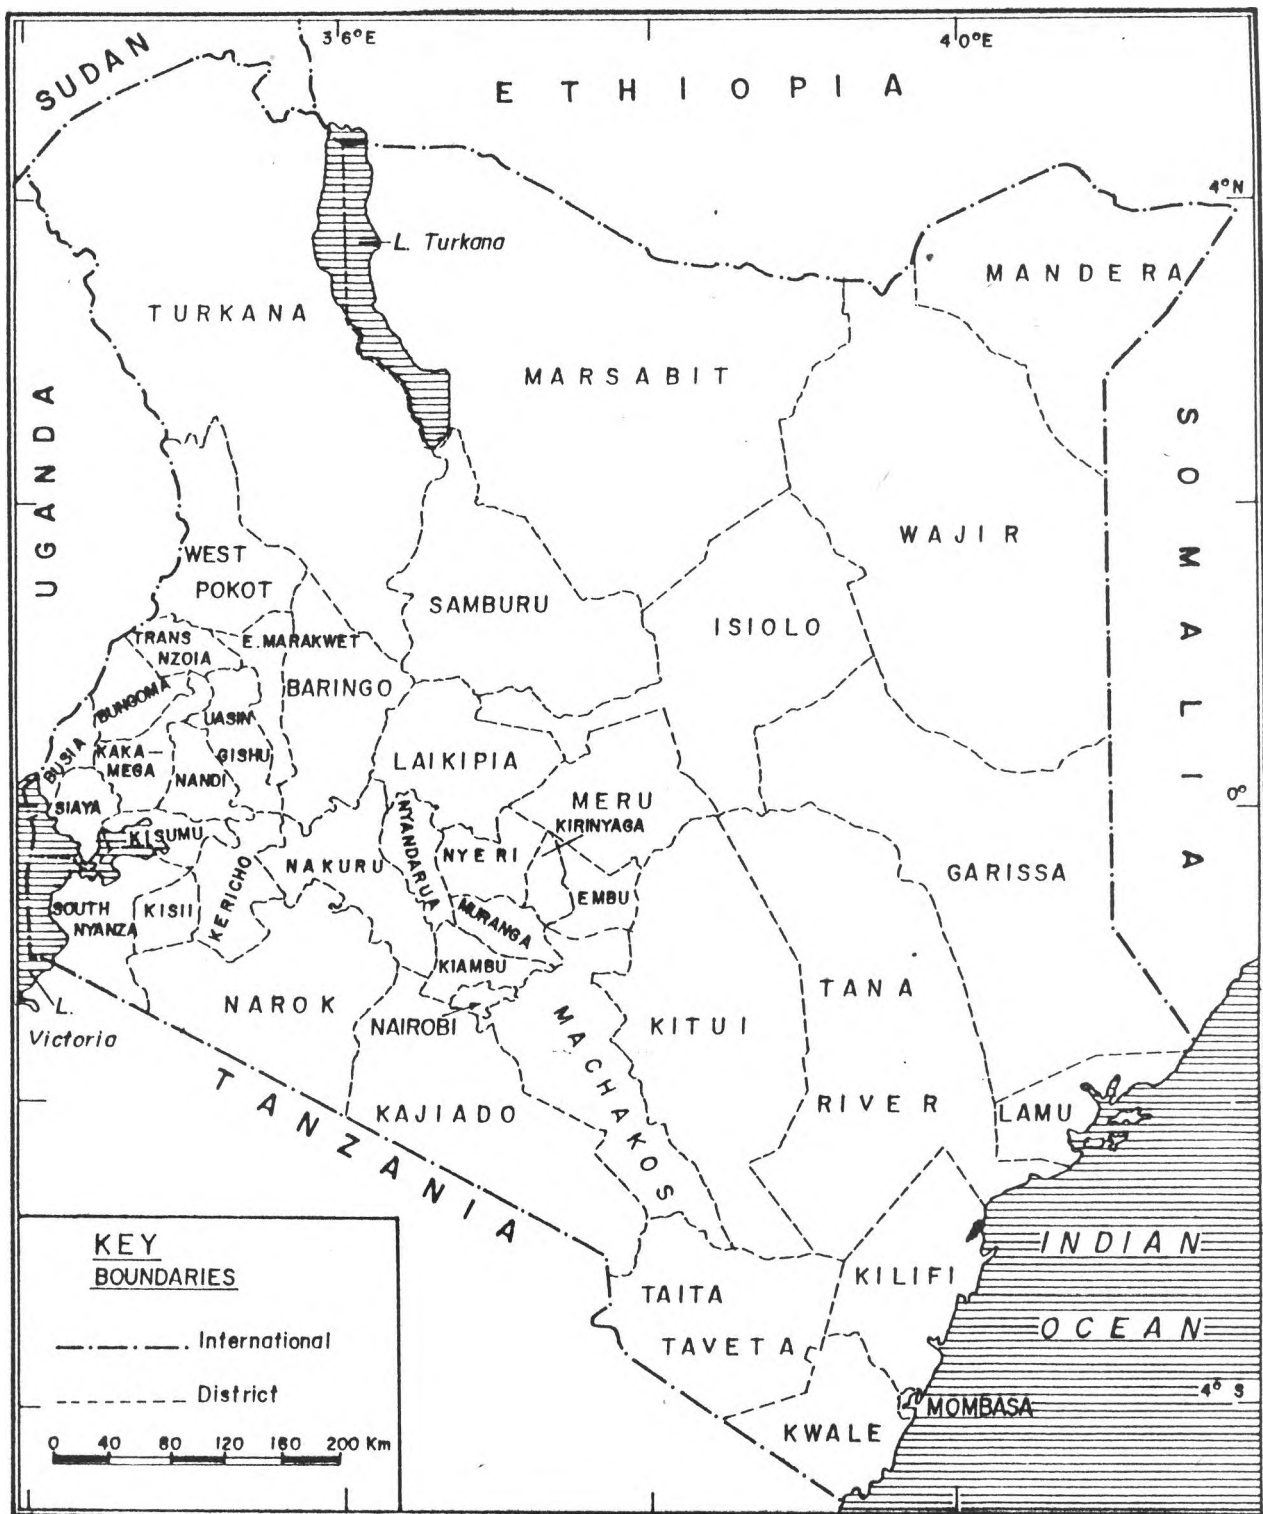 36°E
40°E
SUDAN
ETHIOPIA
4°N
L. Turkana
MANDERA
TURKANA
MARSABIT
UGANDA
SOMALIA
WAJIR
WEST
POKOT
SAMBURU
ISIOLO
TRANS
NZOIA
E. MARAKWET
BARINGO
BUNGOMA
UASIN
GISHU
BUSIA
KAKA-
MEGA
NANDI
LAIKIPIA
MERU
0°
SIAYA
KISUMU
KIRINYAGA
NYANDARUA
NYERI
NAKURU
KERICHO
GARISSA
EMBU
SOUTH
NYANZA
KISII
MURANGA
KIAMBU
TANA
RIVER
NAROK
L.
Victoria
NAIROBI
MACHAKOS
KITUI
TANZANIA
KAJIADO
LAMU
INDIAN
OCEAN
KILIFI
TAITA
TAVETA
4° S
MOMBASA
KWALE
KEY
BOUNDARIES
International
District
0 40 80 120 160 200 Km